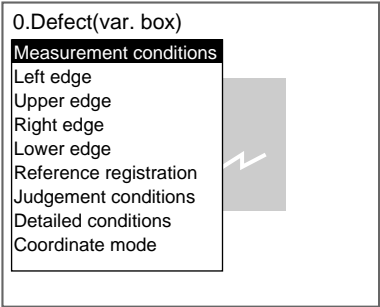 0.Defect(var. box)
Measurement conditions
Left edge
Upper edge
Right edge
Lower edge
Reference registration
Judgement conditions
Detailed conditions
Coordinate mode